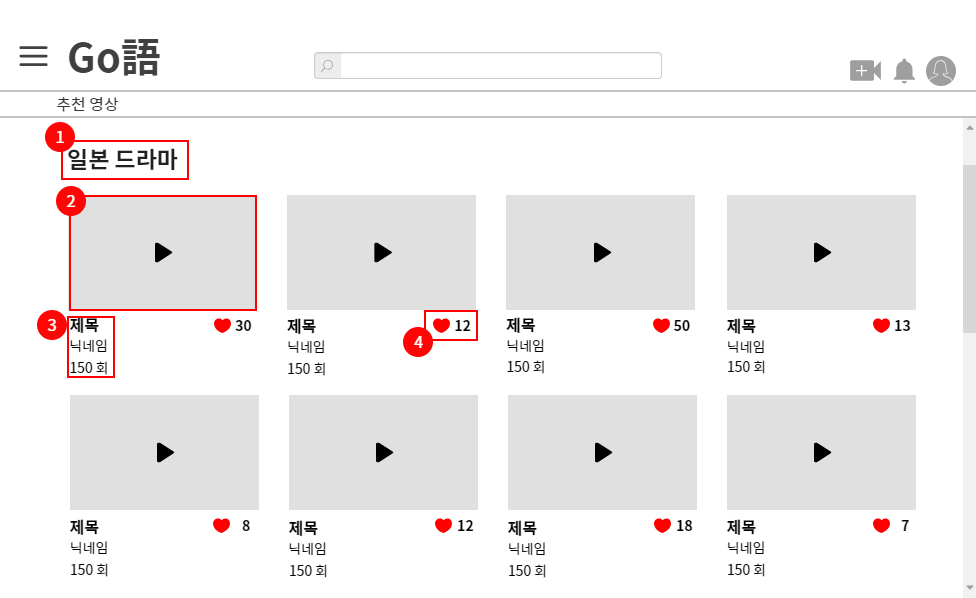 Go語
추천 영상
1
일본 드라마
2
3
제목 30
닉네임
150 회
제목 12
4
닉네임
150 회
제목 50
닉네임
150 회
제목 13
닉네임
150 회
제목 8
닉네임
150 회
제목 12
닉네임
150 회
제목 18
닉네임
150 회
제목 7
닉네임
150 회